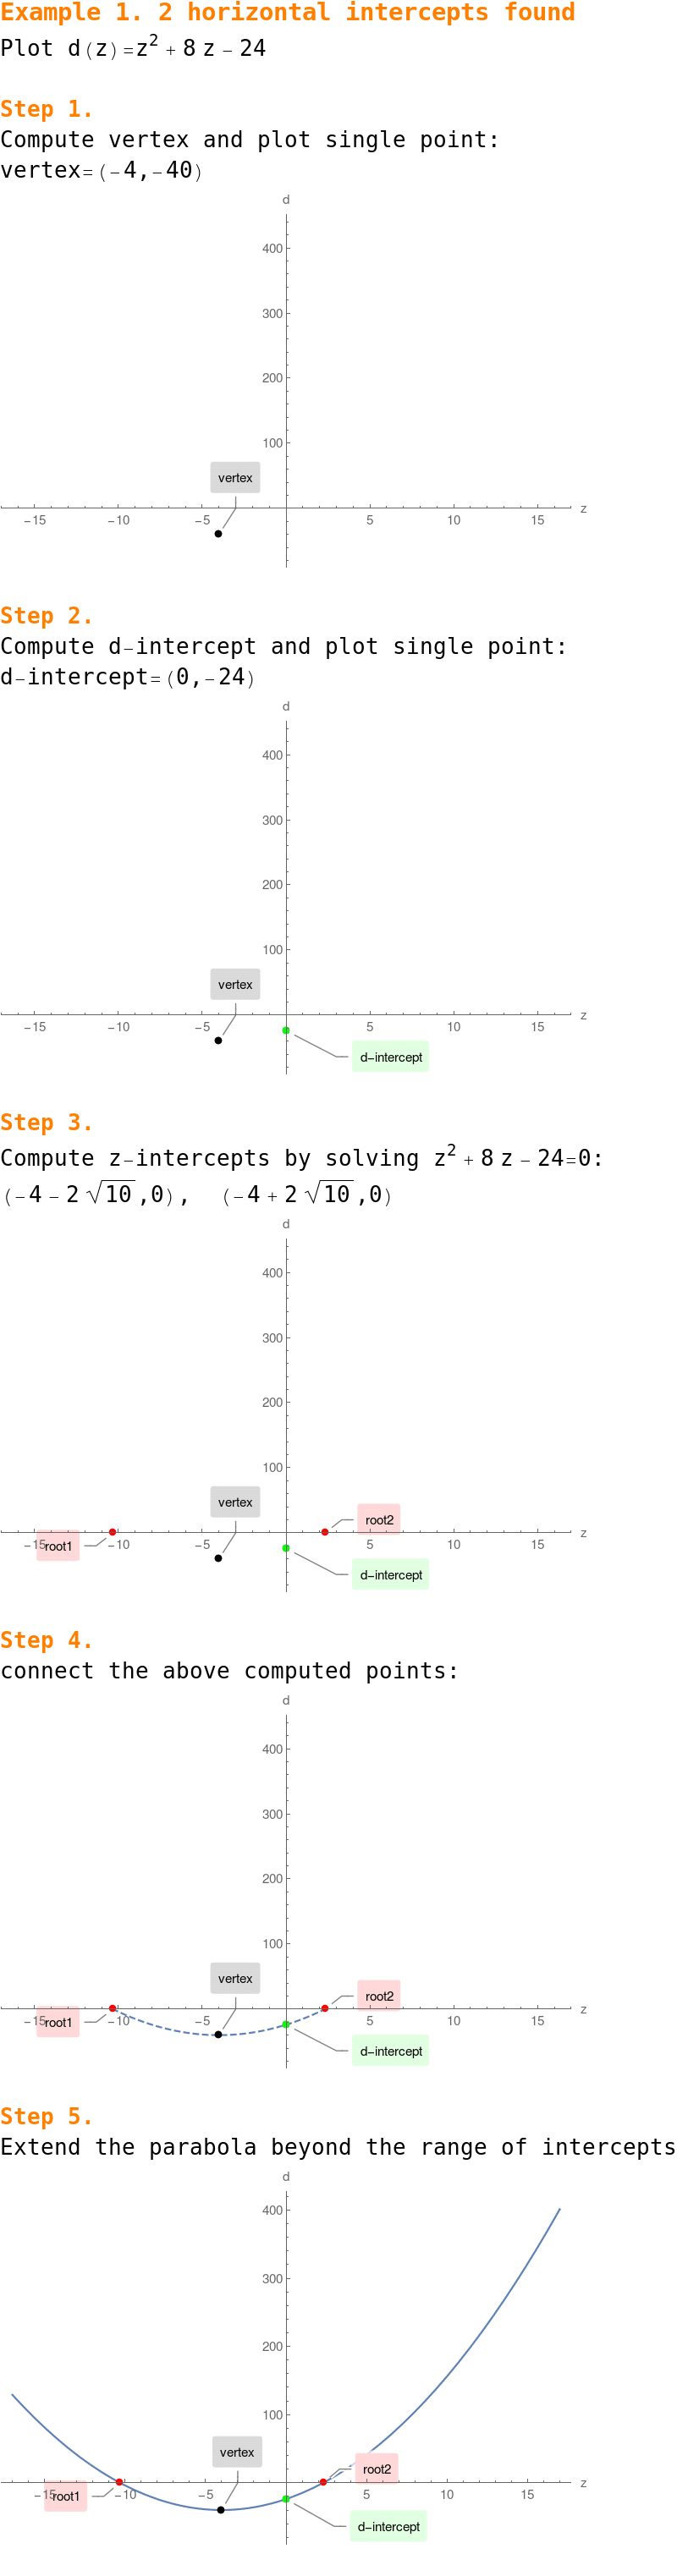 Example 1. 2 horizontal intercepts found
Plot d(z)=z² + 8 z − 24
Step 1.
Compute vertex and plot single point:
vertex=(−4,−40)
d
400
300
200
100
vertex
−15 −10 −5 5 10 15 z
Step 2.
Compute d−intercept and plot single point:
d−intercept=(0,−24)
d
400
300
200
100
vertex
−15 −10 −5 5 10 15 z
d−intercept
Step 3.
Compute z−intercepts by solving z² + 8 z − 24=0:
(−4 − 2 √10 ,0), (−4 + 2 √10 ,0)
d
400
300
200
100
vertex
root2
−15 root1 −10 −5 5 10 15 z
d−intercept
Step 4.
connect the above computed points:
d
400
300
200
100
vertex
root2
−15 root1 −10 −5 5 10 15 z
d−intercept
Step 5.
Extend the parabola beyond the range of intercepts
d
400
300
200
100
vertex
root2
−15 root1 −10 −5 5 10 15 z
d−intercept